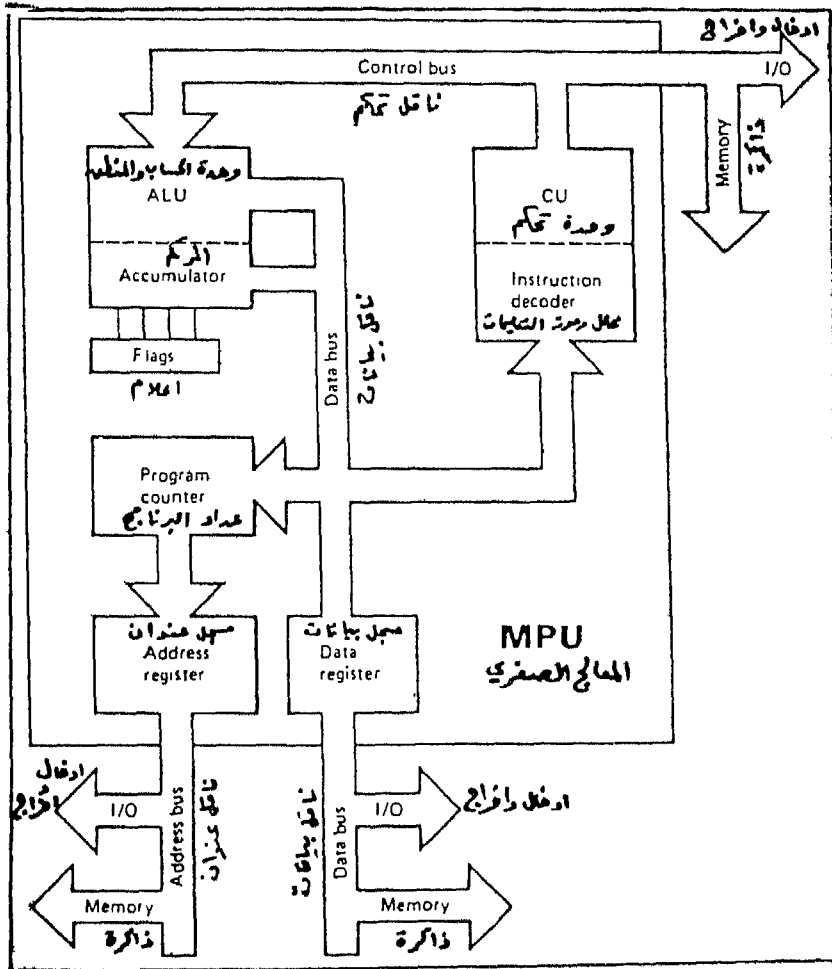 ادخال واخراج
Control bus
I/O
ناقل تحكم
Memory
ذاكرة
وحدة الحساب والمنطق
ALU
المركم
Accumulator
Flags
اعلام
CU
وحدة تحكم
Instruction
decoder
محلل وحدة التعليمات
Data bus
ناقل بيانات
Program
counter
عداد البرنامج
مسجل عنوان
Address
register
مسجل بيانات
Data
register
MPU
المعالج الصغري
ادخال
اخراج
I/O
Address bus
ناقل عنوان
Memory
ذاكرة
ناقل بيانات
Data bus
I/O
ادخال واخراج
Memory
ذاكرة